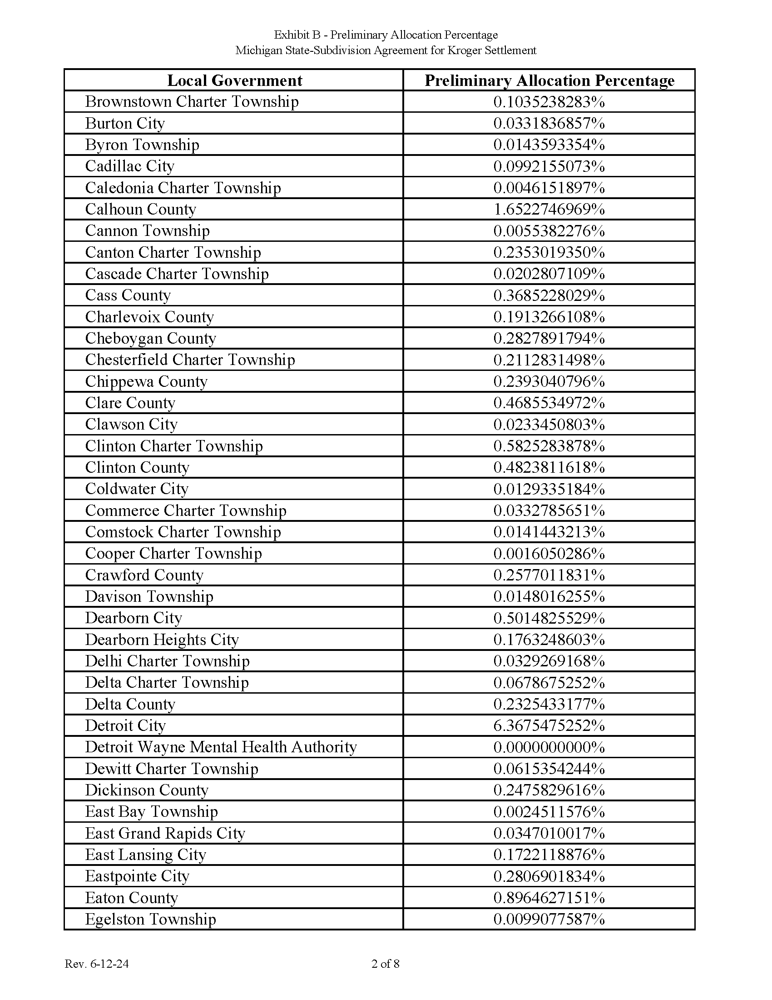 Exhibit B - Preliminary Allocation Percentage
Michigan State-Subdivision Agreement for Kroger Settlement
Local Government Preliminary Allocation Percentage
Brownstown Charter Township 0.1035238283%
Burton City 0.0331836857%
Byron Township 0.0143593354%
Cadillac City 0.0992155073%
Caledonia Charter Township 0.0046151897%
Calhoun County 1.6522746969%
Cannon Township 0.0055382276%
Canton Charter Township 0.2353019350%
Cascade Charter Township 0.0202807109%
Cass County 0.3685228029%
Charlevoix County 0.1913266108%
Cheboygan County 0.2827891794%
Chesterfield Charter Township 0.2112831498%
Chippewa County 0.2393040796%
Clare County 0.4685534972%
Clawson City 0.0233450803%
Clinton Charter Township 0.5825283878%
Clinton County 0.4823811618%
Coldwater City 0.0129335184%
Commerce Charter Township 0.0332785651%
Comstock Charter Township 0.0141443213%
Cooper Charter Township 0.0016050286%
Crawford County 0.2577011831%
Davison Township 0.0148016255%
Dearborn City 0.5014825529%
Dearborn Heights City 0.1763248603%
Delhi Charter Township 0.0329269168%
Delta Charter Township 0.0678675252%
Delta County 0.2325433177%
Detroit City 6.3675475252%
Detroit Wayne Mental Health Authority 0.0000000000%
Dewitt Charter Township 0.0615354244%
Dickinson County 0.2475829616%
East Bay Township 0.0024511576%
East Grand Rapids City 0.0347010017%
East Lansing City 0.1722118876%
Eastpointe City 0.2806901834%
Eaton County 0.8964627151%
Egelston Township 0.0099077587%
Rev. 6-12-24 2 of 8